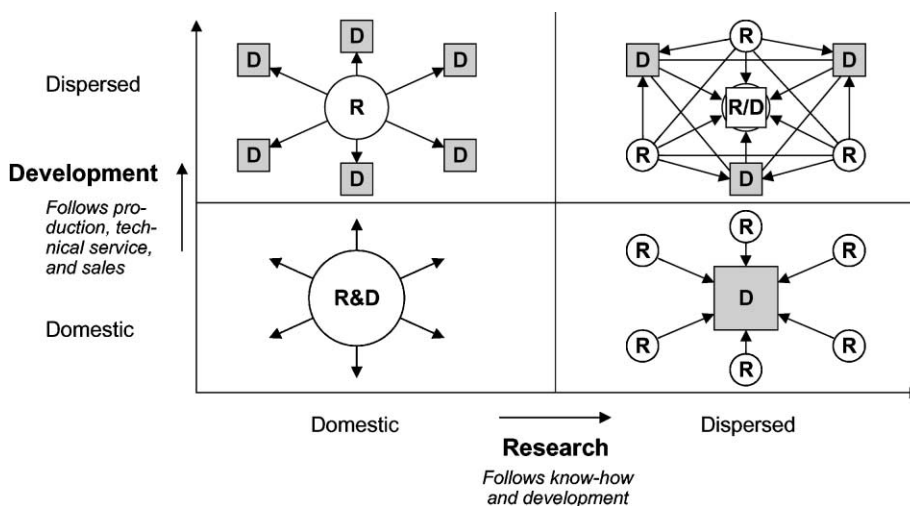 Dispersed
Development
Follows pro-
duction, tech-
nical service,
and sales
Domestic
D
D
D
R
D
D
D
R
D
D
R/D
R
R
D
R&D
R
R
R
D
R
R
R
Domestic
Dispersed
Research
Follows know-how
and development